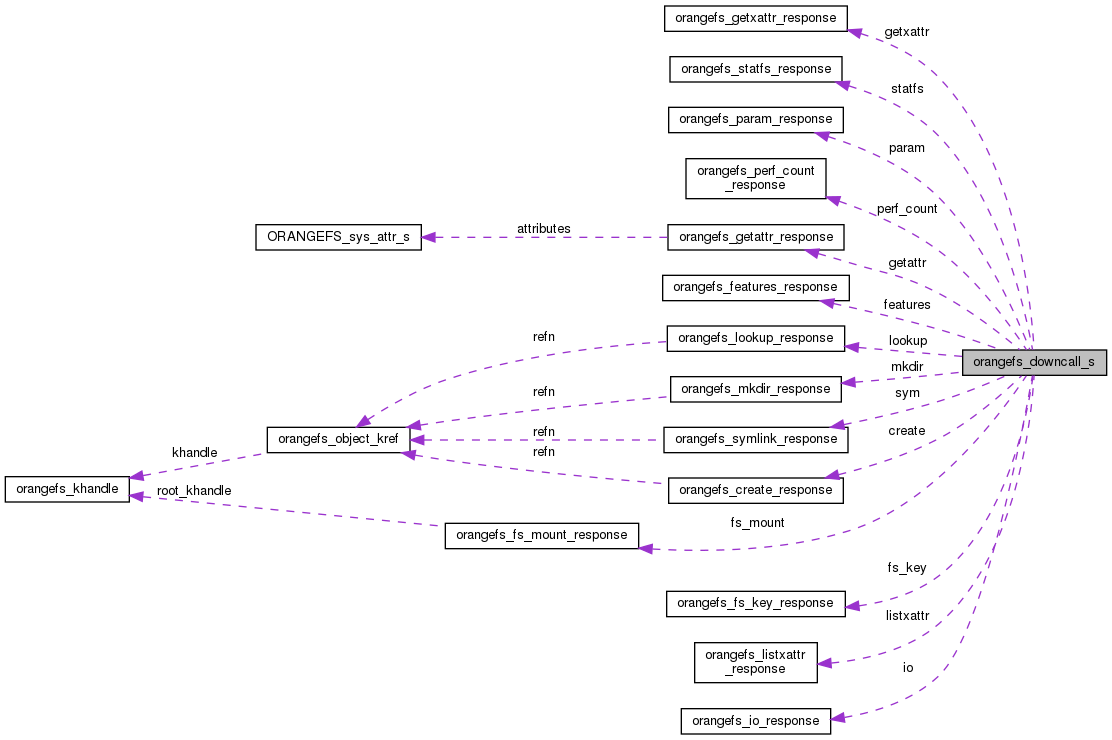 orangefs_getxattr_response
getxattr
orangefs_statfs_response
statfs
orangefs_param_response
param
orangefs_perf_count
_response
perf_count
ORANGEFS_sys_attr_s
attributes
orangefs_getattr_response
getattr
orangefs_features_response
features
refn
orangefs_lookup_response
lookup
orangefs_downcall_s
mkdir
refn
orangefs_mkdir_response
sym
orangefs_object_kref
refn
orangefs_symlink_response
create
khandle
refn
orangefs_khandle
root_khandle
orangefs_create_response
fs_mount
orangefs_fs_mount_response
fs_key
orangefs_fs_key_response
listxattr
orangefs_listxattr
_response
io
orangefs_io_response